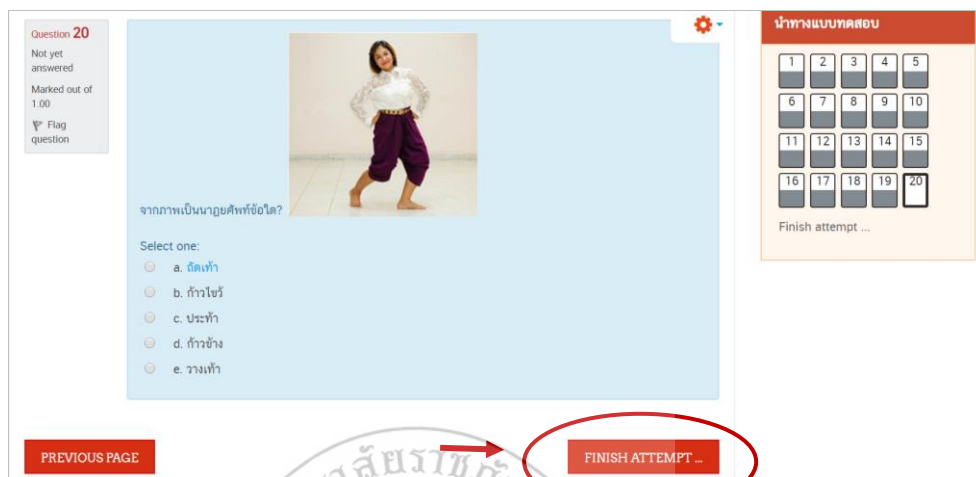 Question 20
Not yet
answered
Marked out of
1.00
Flag
question
จากภาพเป็นนาฏยศัพท์ข้อใด?
Select one:
a. ถัดเท้า
b. ก้าวไขว้
c. ประเท้า
d. ก้าวข้าง
e. วางเท้า
PREVIOUS PAGE
FINISH ATTEMPT ...
นำทางแบบทดสอบ
1 2 3 4 5
6 7 8 9 10
11 12 13 14 15
16 17 18 19 20
Finish attempt ...